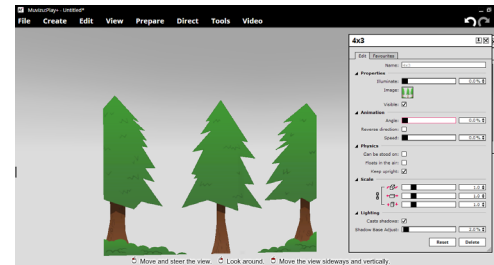 MuvizuPlay+ - Untitled*
File Create Edit View Prepare Direct Tools Video
4x3
Edit Favourites
Name: 4x3
Properties
Illuminate: 0.0%
Image:
Visible:
Animation
Angle: 0.0%
Reverse direction:
Speed: 0.0%
Physics
Can be stood on:
Floats in the air:
Keep upright:
Scale
1.0
1.0
1.0
Lighting
Casts shadows:
Shadow Base Adjust: 0.0%
Reset Delete
Move and steer the view. Look around. Move the view sideways and vertically.